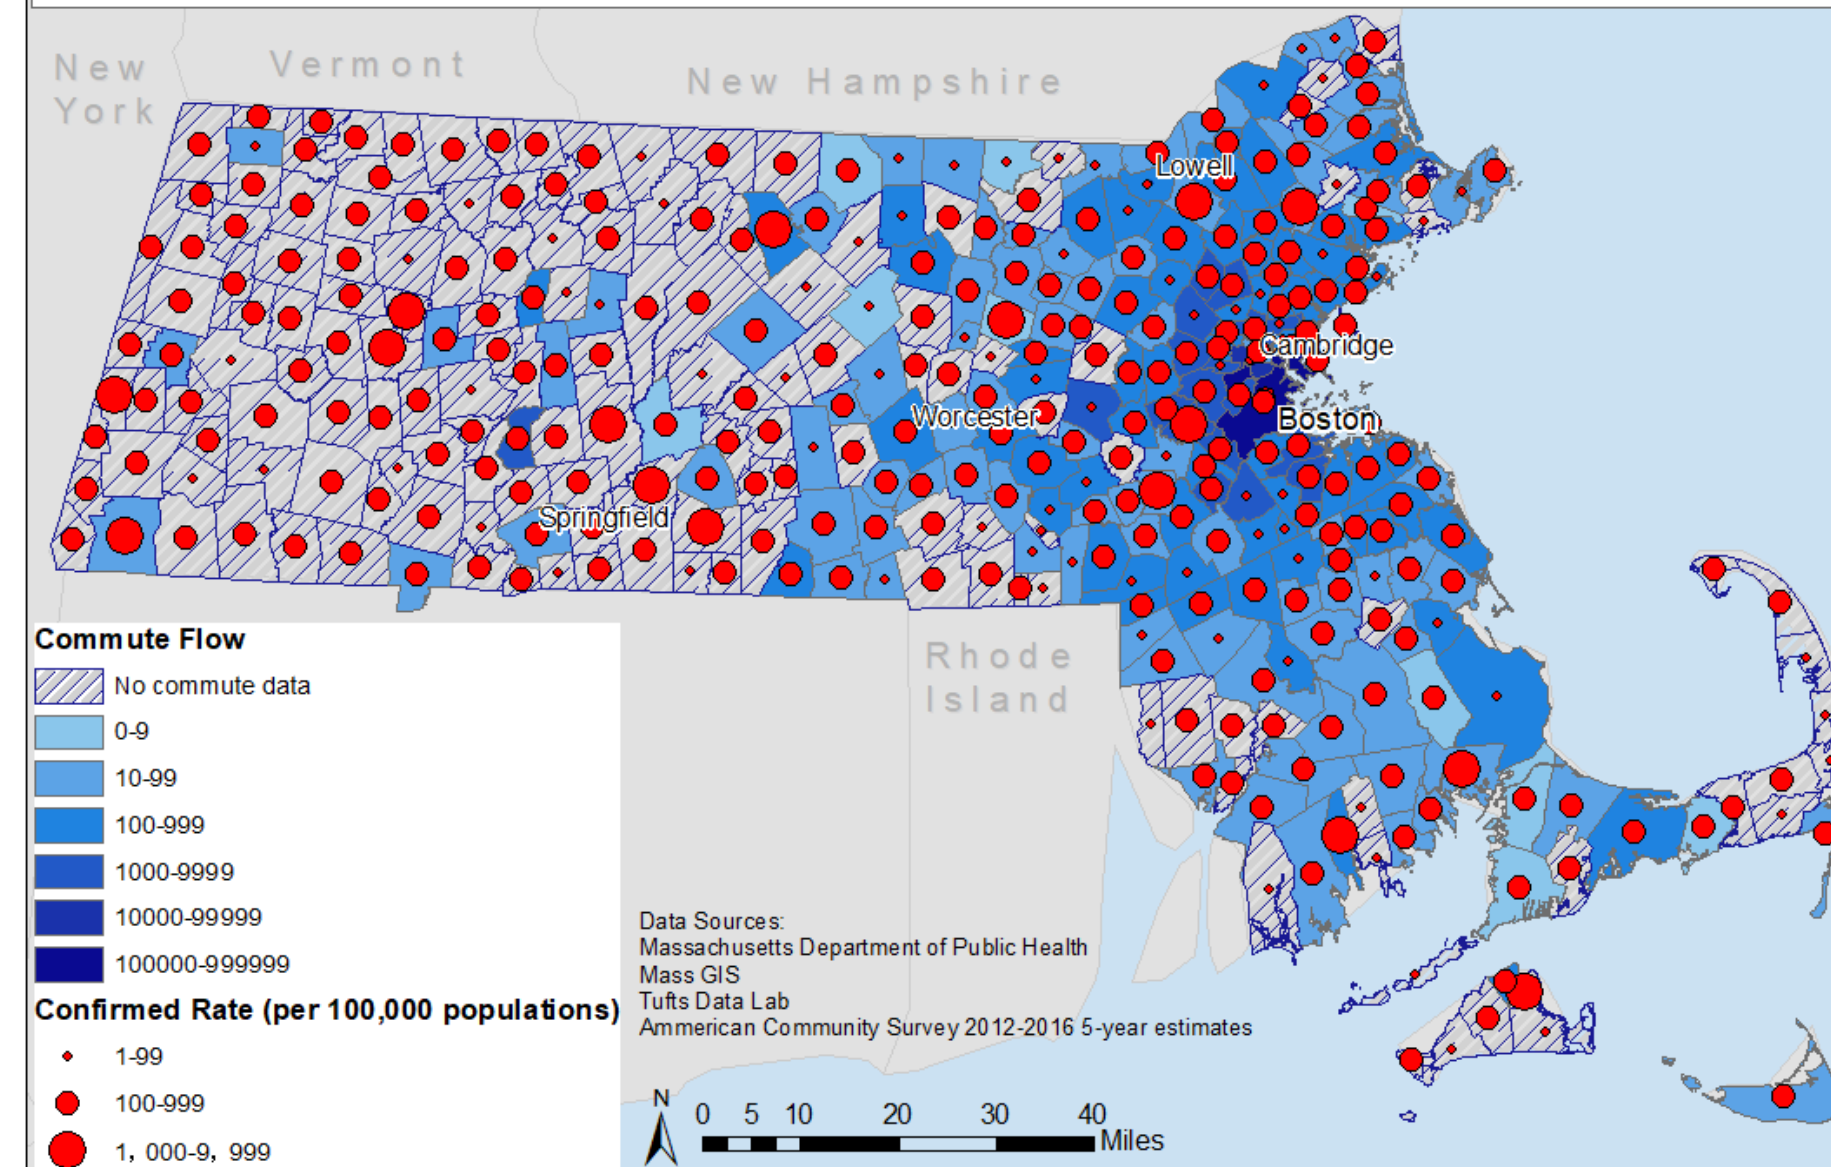 New
York
Vermont
New Hampshire
Lowell
Cambridge
Boston
Worcester
Springfield
Rhode
Island
Commute Flow
No commute data
0-9
10-99
100-999
1000-9999
10000-99999
100000-999999
Confirmed Rate (per 100,000 populations)
1-99
100-999
1, 000-9, 999
Data Sources:
Massachusetts Department of Public Health
Mass GIS
Tufts Data Lab
Ammerican Community Survey 2012-2016 5-year estimates
N
0 5 10 20 30 40
Miles